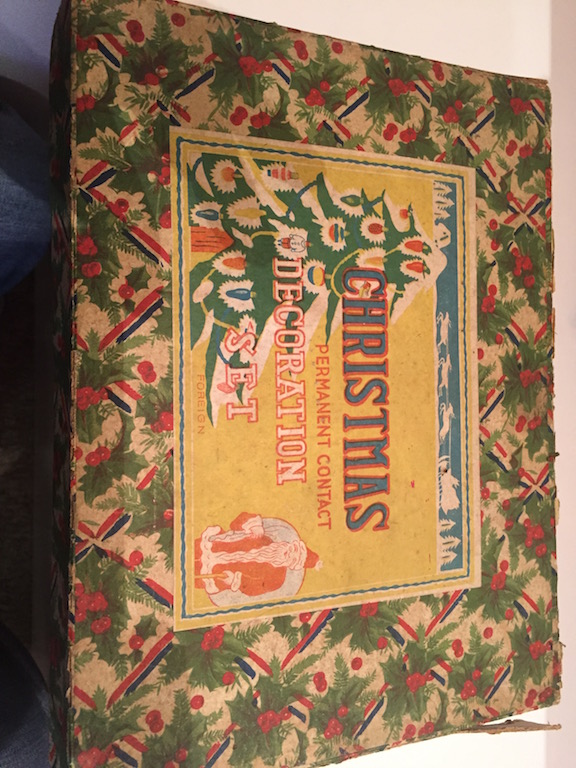 CHRISTMAS
PERMANENT CONTACT
DECORATION
SET
FOREIGN